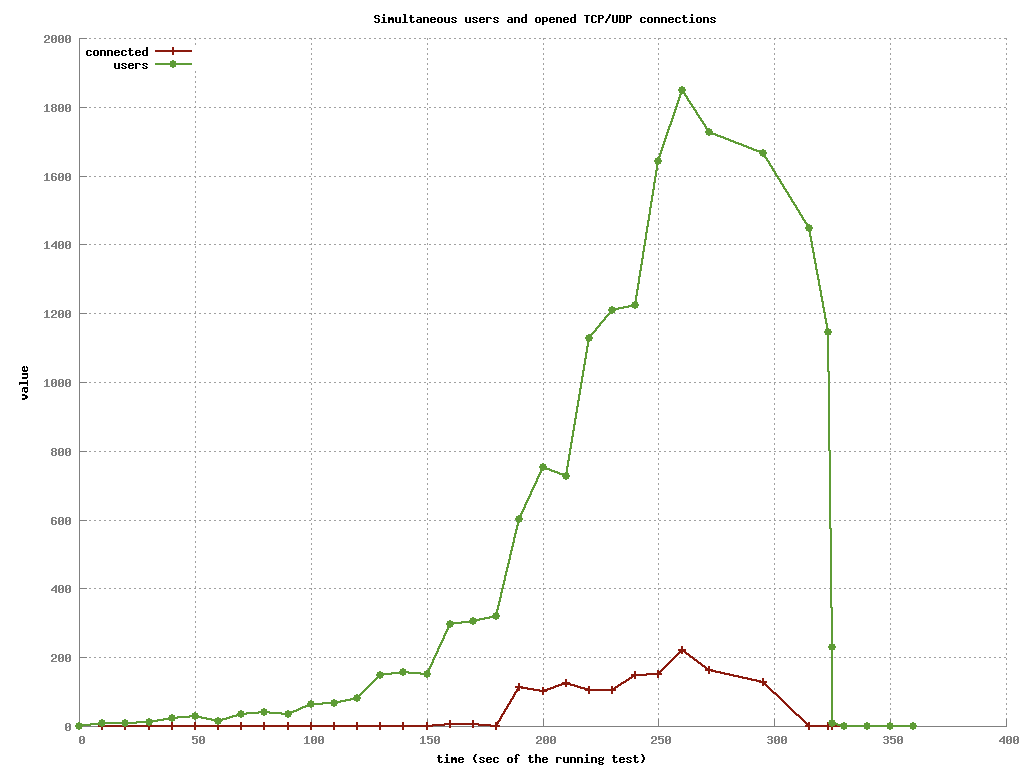 Simultaneous users and opened TCP/UDP connections
2000
connected
users
1800
1600
1400
1200
value
1000
800
600
400
200
0
0 50 100 150 200 250 300 350 400
time (sec of the running test)